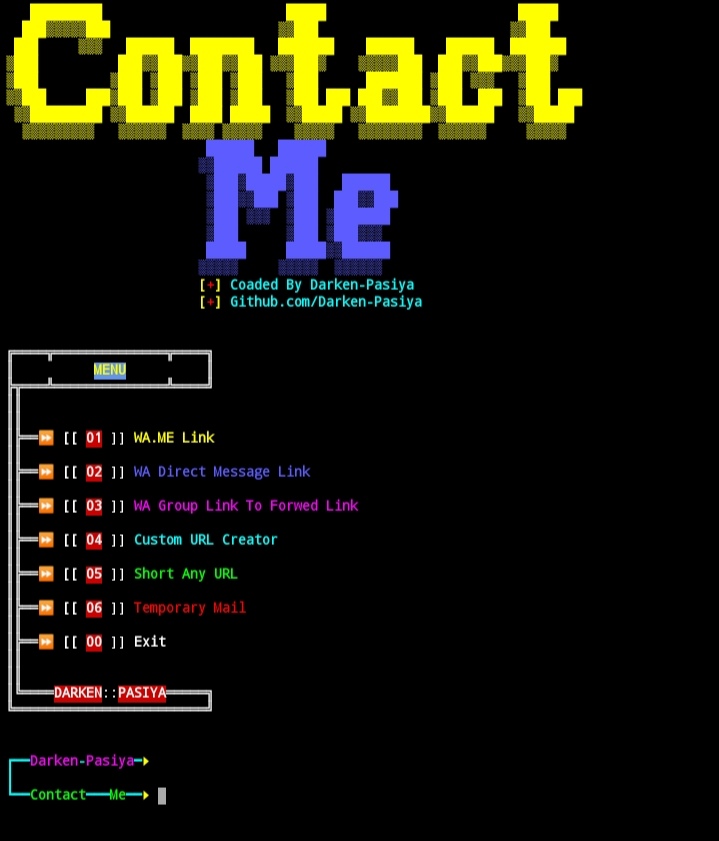 Contact
Me
[+] Coaded By Darken-Pasiya
[+] Github.com/Darken-Pasiya
MENU
[[ 01 ]] WA.ME Link
[[ 02 ]] WA Direct Message Link
[[ 03 ]] WA Group Link To Forwed Link
[[ 04 ]] Custom URL Creator
[[ 05 ]] Short Any URL
[[ 06 ]] Temporary Mail
[[ 00 ]] Exit
DARKEN::PASIYA
Darken-Pasiya
Contact Me